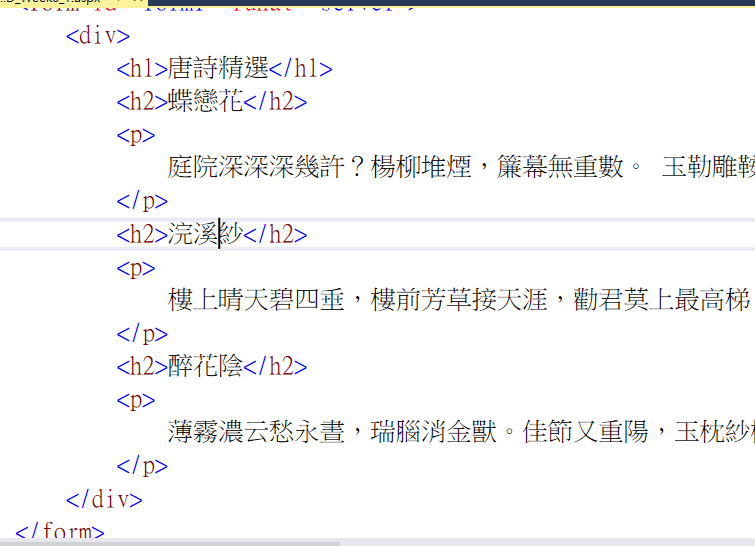 <div>
<h1>唐詩精選</h1>
<h2>蝶戀花</h2>
<p>
庭院深深深幾許？楊柳堆煙，簾幕無重數。 玉勒雕鞍
</p>
<h2>浣溪紗</h2>
<p>
樓上晴天碧四垂，樓前芳草接天涯，勸君莫上最高梯
</p>
<h2>醉花陰</h2>
<p>
薄霧濃云愁永晝，瑞腦消金獸。佳節又重陽，玉枕紗
</p>
</div>
</form>